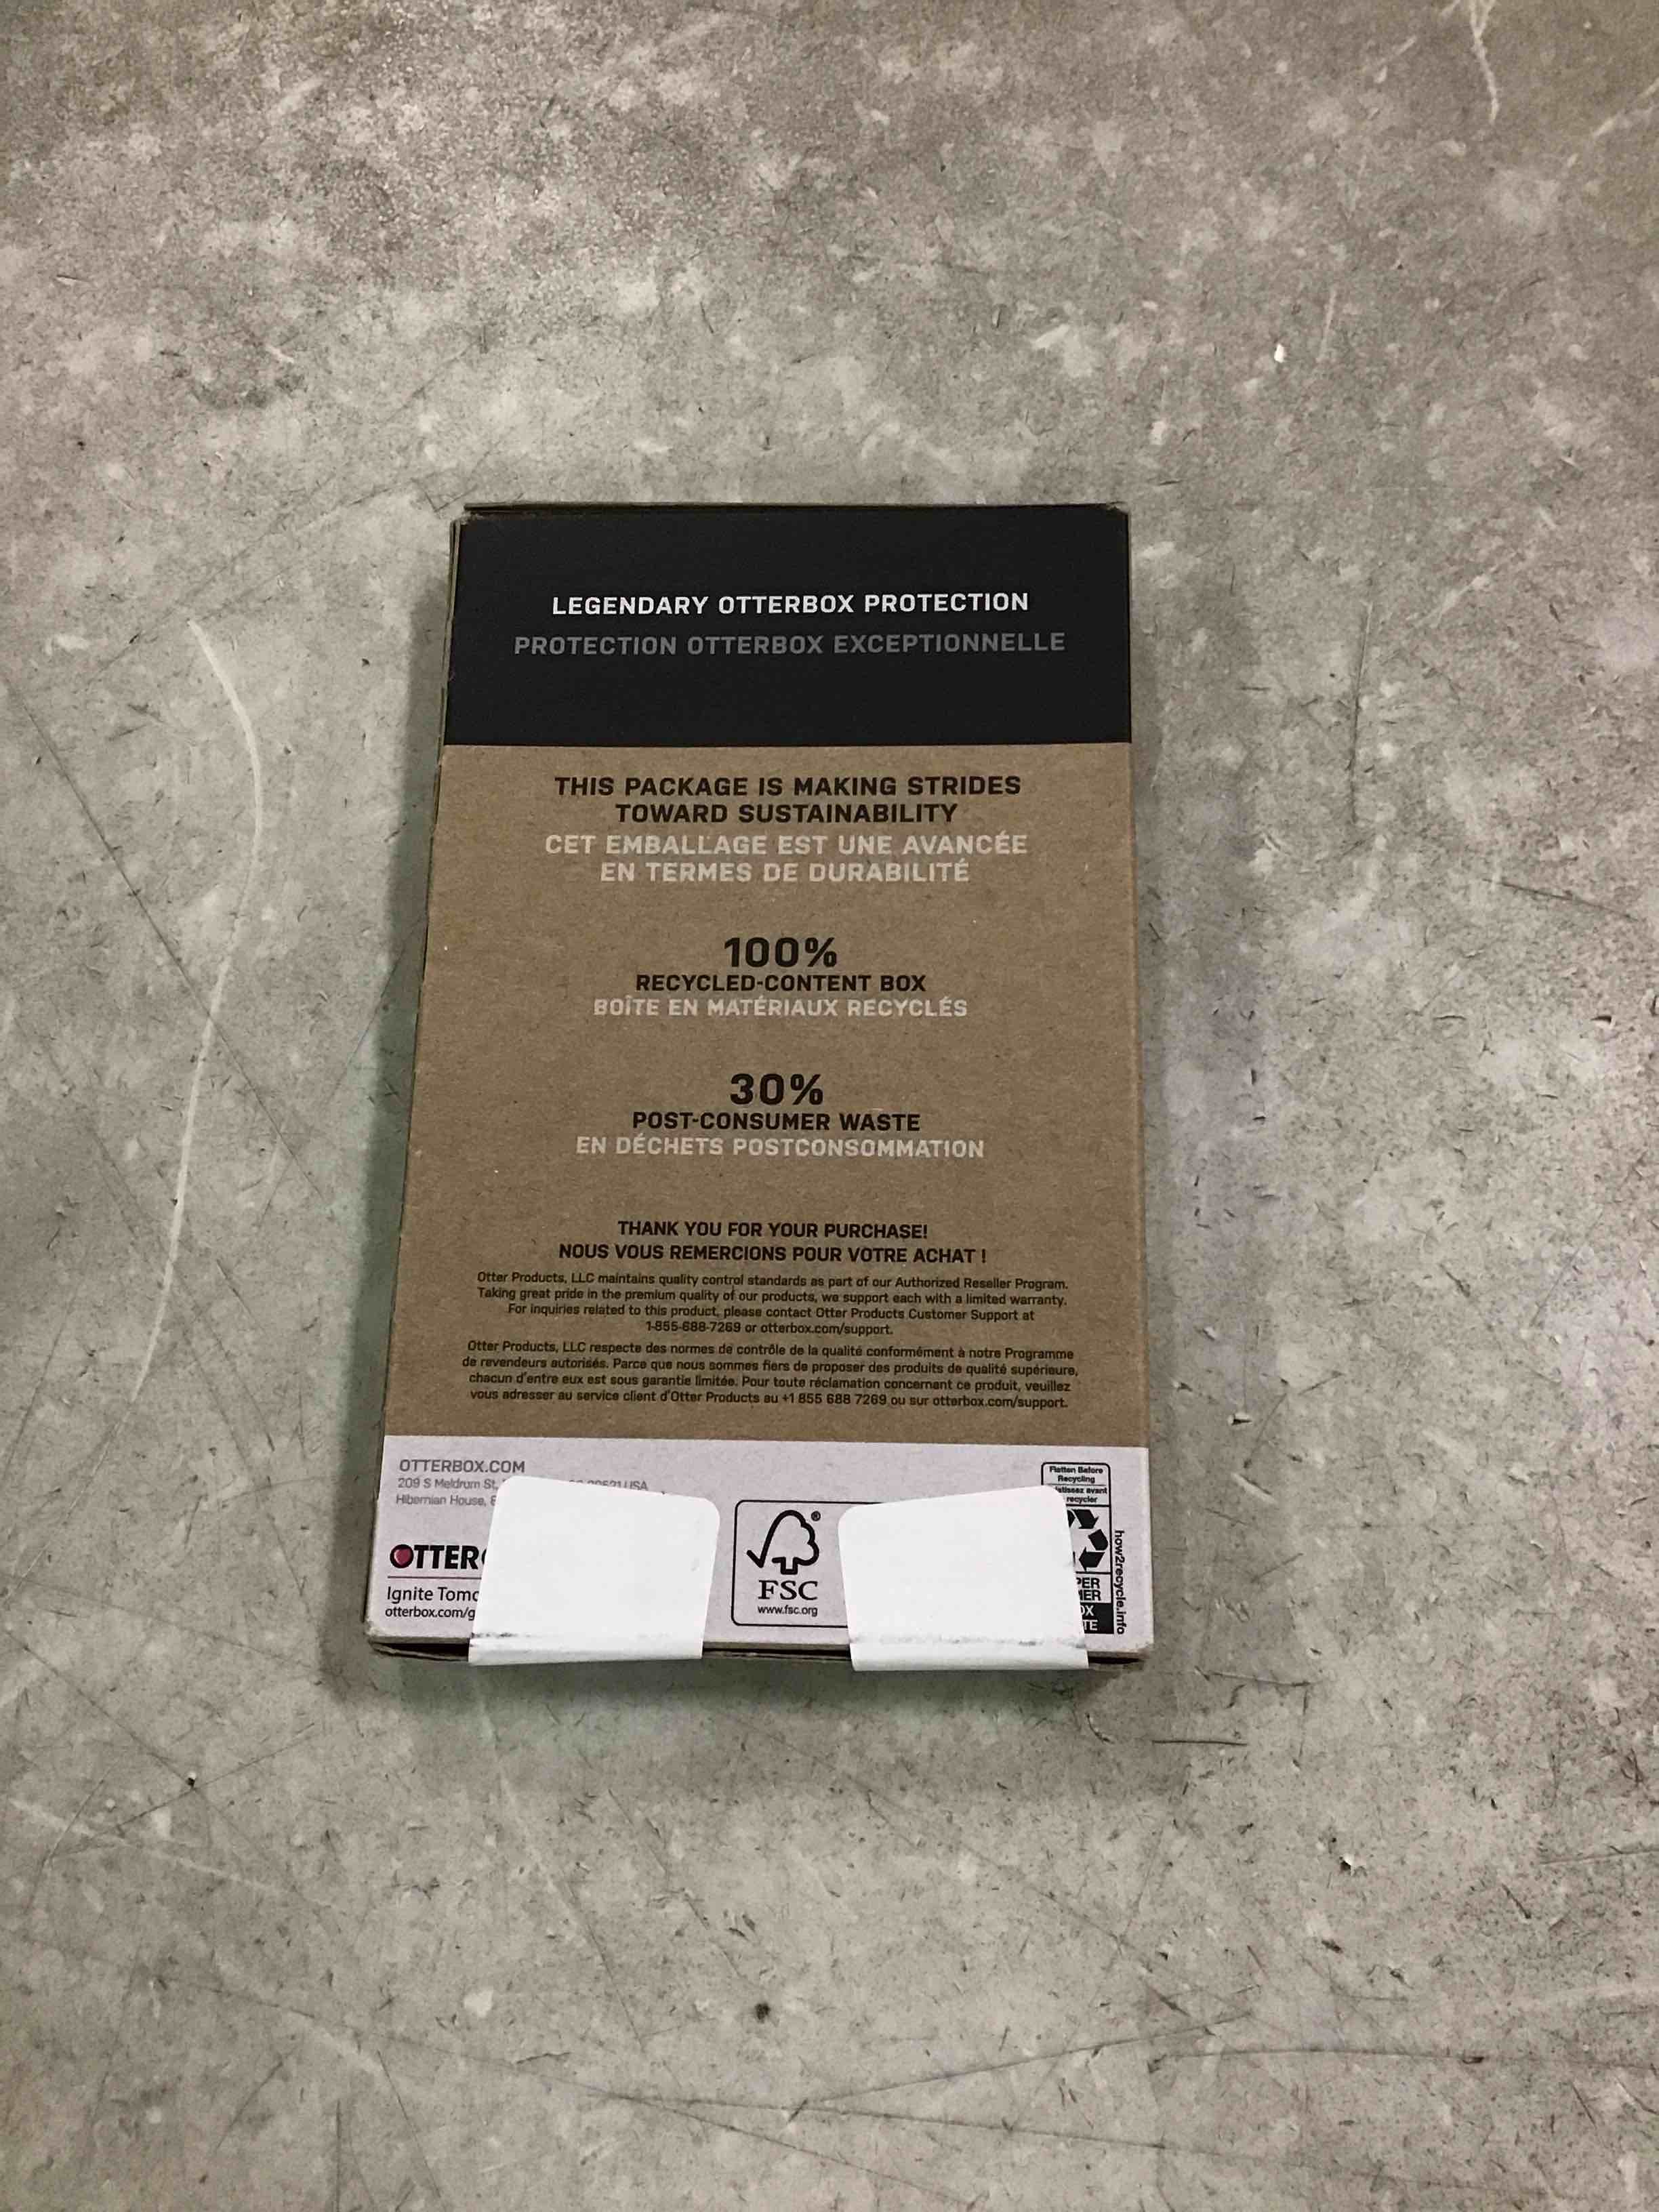 LEGENDARY OTTERBOX PROTECTION
PROTECTION OTTERBOX EXCEPTIONNELLE
THIS PACKAGE IS MAKING STRIDES
TOWARD SUSTAINABILITY
CET EMBALLAGE EST UNE AVANCÉE
EN TERMES DE DURABILITÉ
100%
RECYCLED-CONTENT BOX
BOÎTE EN MATÉRIAUX RECYCLÉS
30%
POST-CONSUMER WASTE
EN DÉCHETS POSTCONSOMMATION
THANK YOU FOR YOUR PURCHASE!
NOUS VOUS REMERCIONS POUR VOTRE ACHAT !
Otter Products, LLC maintains quality control standards as part of our Authorized Reseller Program.
Taking great pride in the premium quality of our products, we support each with a limited warranty.
For inquiries related to this product, please contact Otter Products Customer Support at
1-855-688-7269 or otterbox.com/support.
Otter Products, LLC respecte des normes de contrôle de la qualité conformément à notre Programme
de revendeurs autorisés. Parce que nous sommes fiers de proposer des produits de qualité supérieure,
chacun d'entre eux est sous garantie limitée. Pour toute réclamation concernant ce produit, veuillez
vous adresser au service client d'Otter Products au +1 855 688 7269 ou sur otterbox.com/support.
OTTERBOX.COM
209 S Meldrum St, USA
Hibernian House,
OTTER
Ignite
otterbox.com/g
FSC®
www.fsc.org
Flatten Before
Recycling
avant
recycler
how2recycle.info